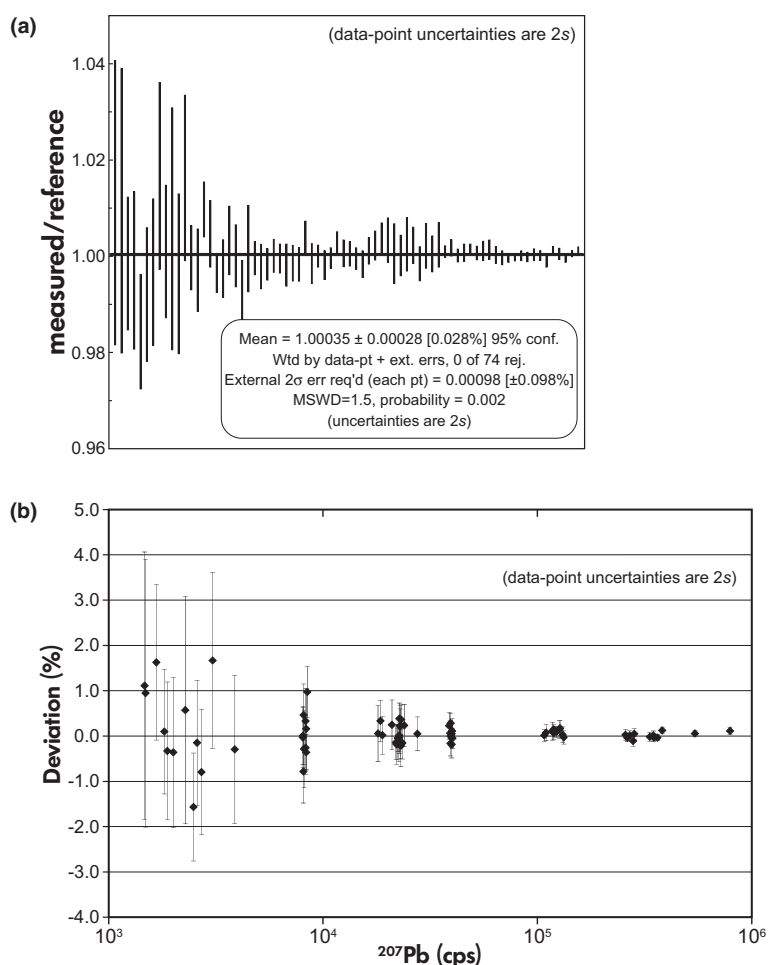 (a)
(data-point uncertainties are 2s)
1.04
1.02
1.00
0.98
0.96
measured/reference
Mean = 1.00035 ± 0.00028 [0.028%] 95% conf.
Wtd by data-pt + ext. errs, 0 of 74 rej.
External 2σ err req'd (each pt) = 0.00098 [±0.098%]
MSWD=1.5, probability = 0.002
(uncertainties are 2s)
(b)
5.0
4.0
3.0
2.0
1.0
0.0
-1.0
-2.0
-3.0
-4.0
Deviation (%)
(data-point uncertainties are 2s)
10³ 10⁴ 10⁵ 10⁶
²⁰⁷Pb (cps)